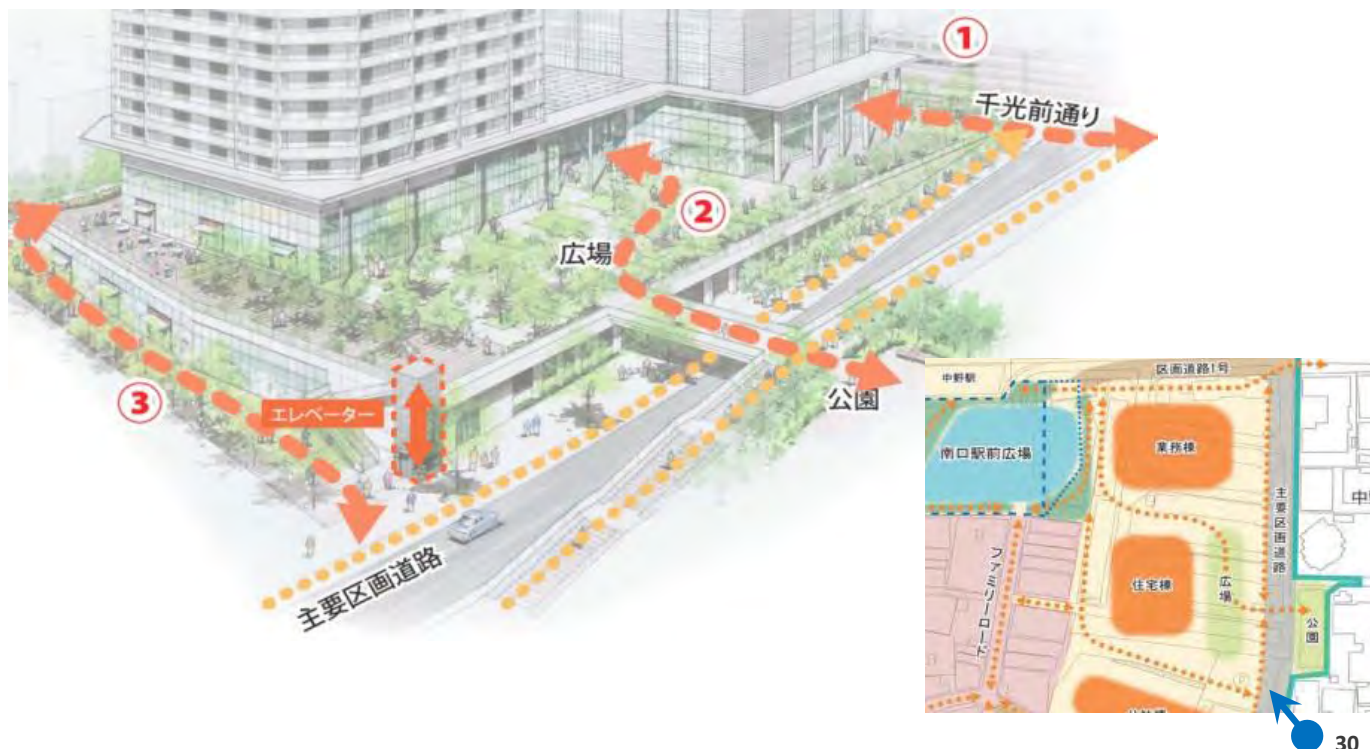 ①
千光前通り
②
広場
③
エレベーター
公園
主要区画道路
中野駅
区画道路1号
南口駅前広場
業務棟
主要区画道路
ファミリーロード
住宅棟
広場
公園
30